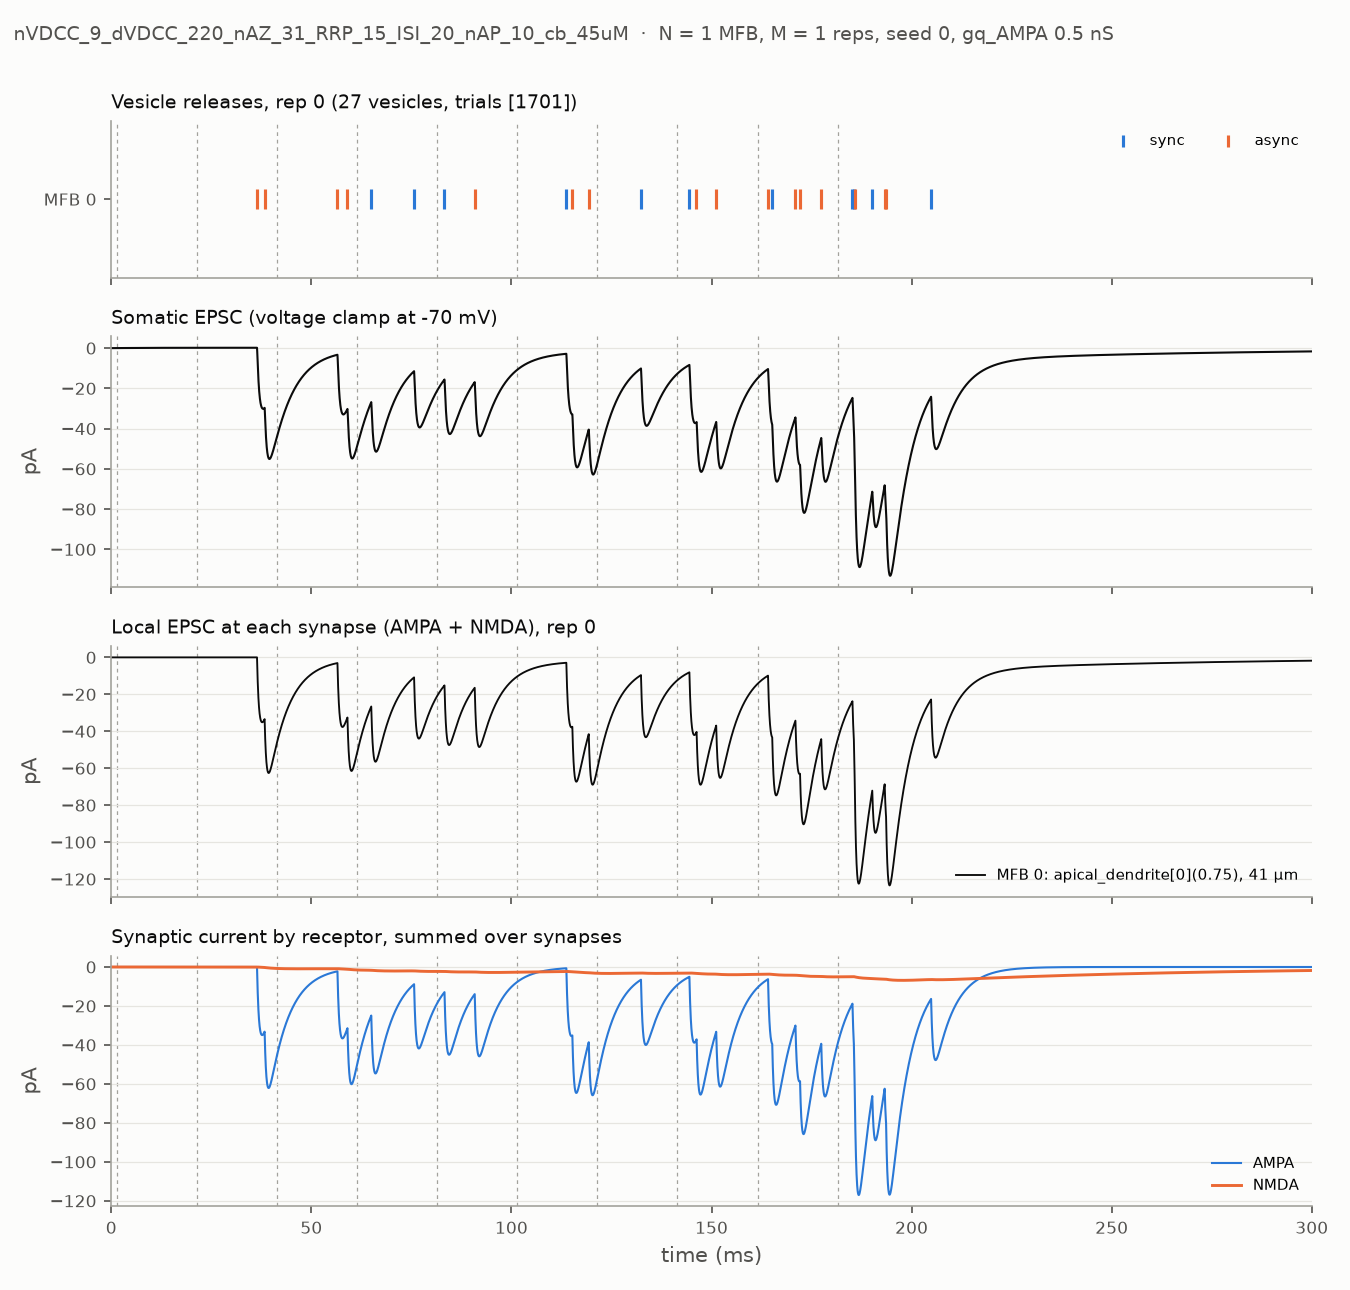 nVDCC_9_dVDCC_220_nAZ_31_RRP_15_ISI_20_nAP_10_cb_45uM · N = 1 MFB, M = 1 reps, seed 0, gq_AMPA 0.5 nS
Vesicle releases, rep 0 (27 vesicles, trials [1701])
sync
async
MFB 0
Somatic EPSC (voltage clamp at -70 mV)
0
−20
−40
−60
−80
−100
pA
Local EPSC at each synapse (AMPA + NMDA), rep 0
0
−20
−40
−60
−80
−100
−120
pA
MFB 0: apical_dendrite[0](0.75), 41 µm
Synaptic current by receptor, summed over synapses
0
−20
−40
−60
−80
−100
−120
pA
AMPA
NMDA
0 50 100 150 200 250 300
time (ms)